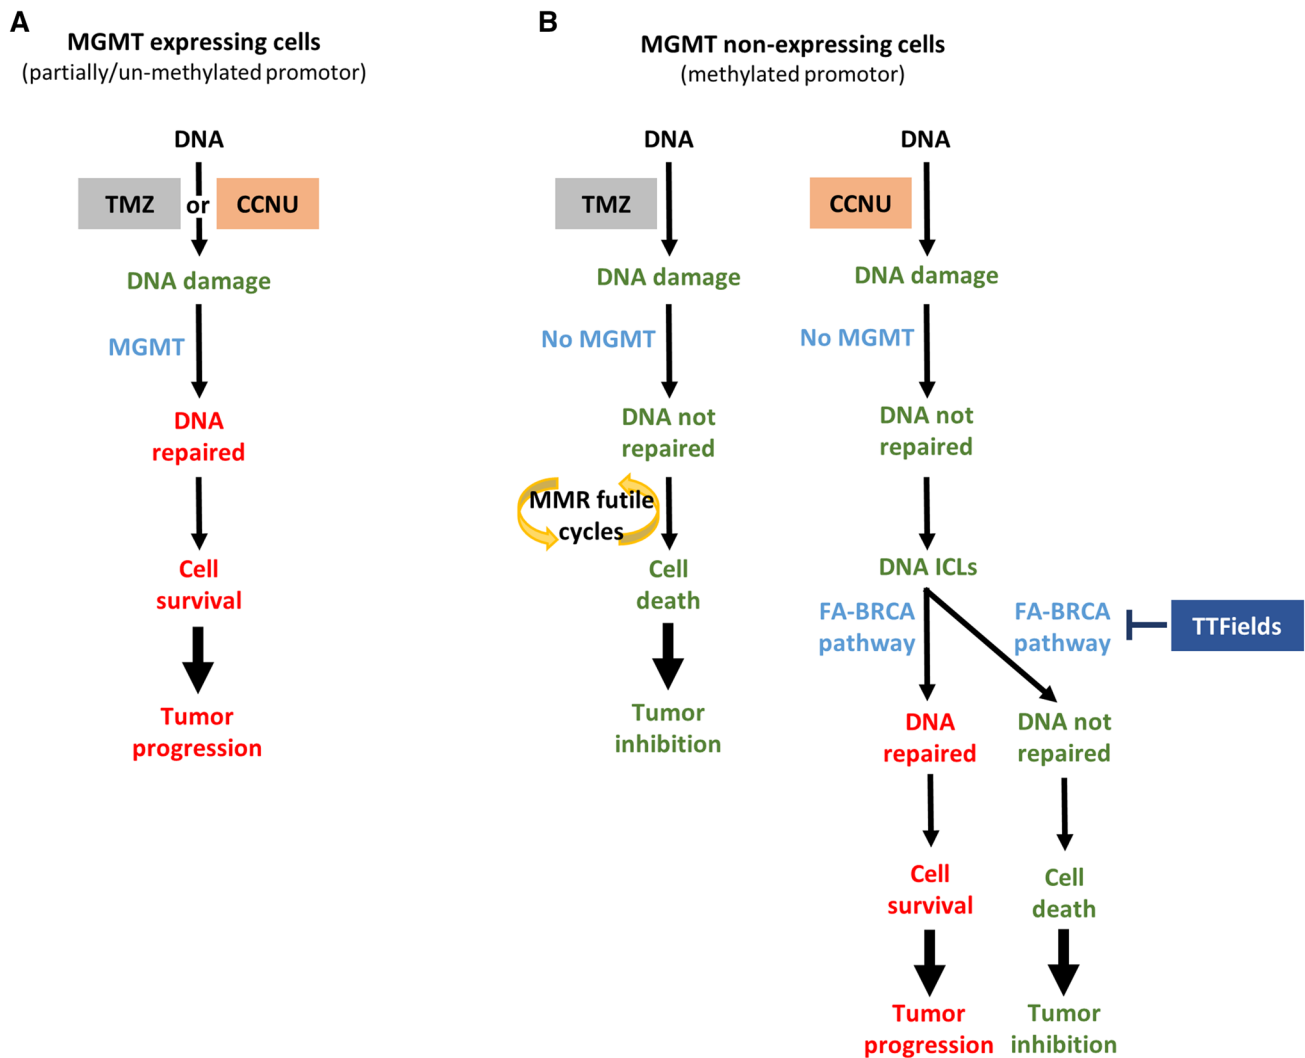 A
MGMT expressing cells
(partially/un-methylated promotor)
DNA
TMZ or CCNU
DNA damage
MGMT
DNA
repaired
Cell
survival
Tumor
progression
B
MGMT non-expressing cells
(methylated promotor)
DNA
TMZ
DNA damage
No MGMT
DNA not
repaired
MMR futile
cycles
Cell
death
Tumor
inhibition
DNA
CCNU
DNA damage
No MGMT
DNA not
repaired
DNA ICLs
FA-BRCA
pathway
DNA
repaired
Cell
survival
Tumor
progression
FA-BRCA
pathway
TTFields
DNA not
repaired
Cell
death
Tumor
inhibition